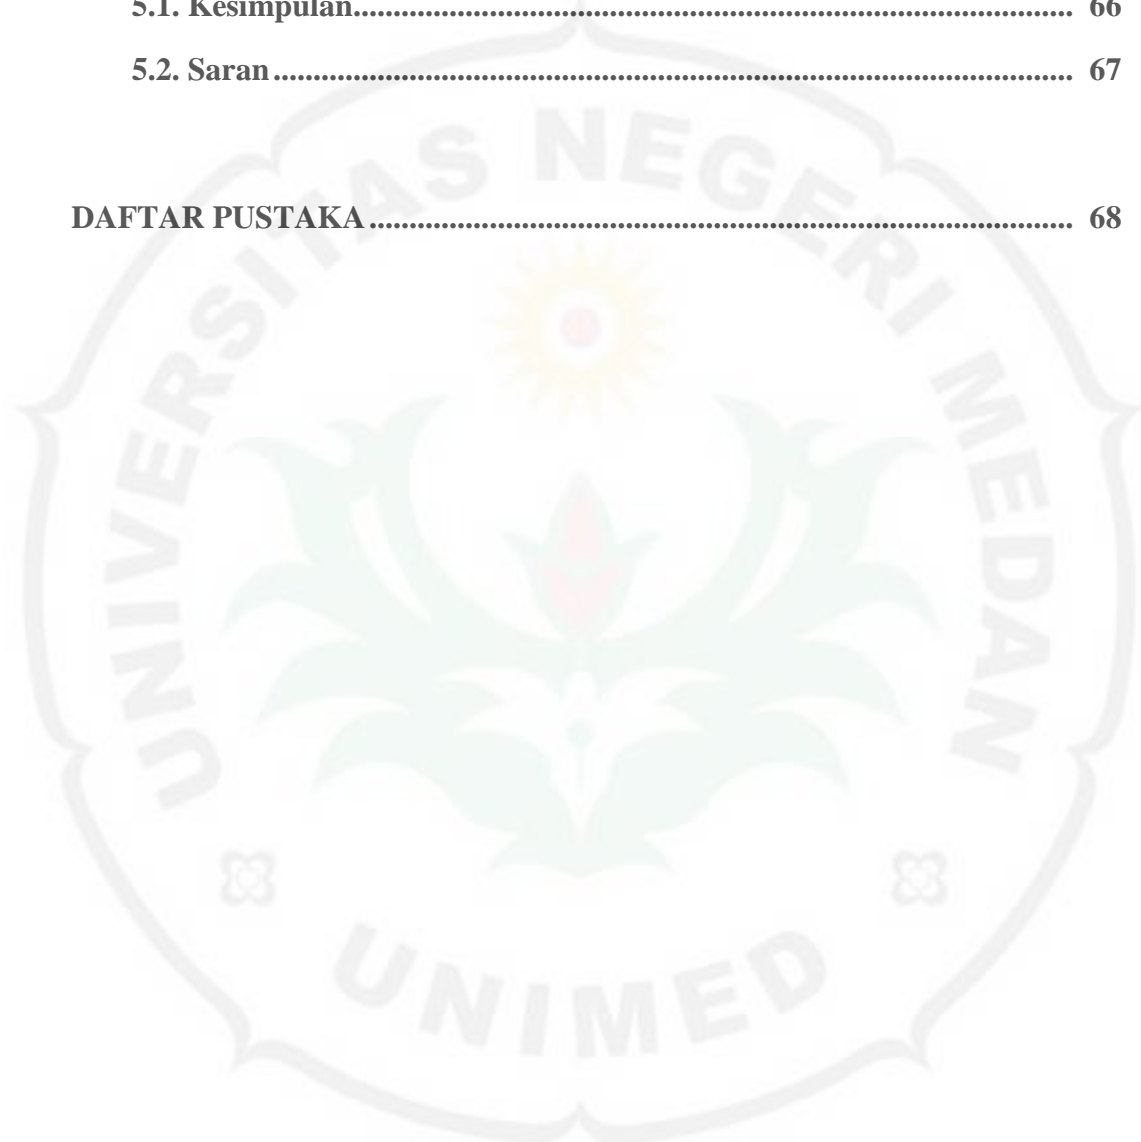 5.1. Kesimpulan.......................................................................................... 66
5.2. Saran.................................................................................................... 67
DAFTAR PUSTAKA........................................................................................ 68
UNIVERSITAS NEGERI MEDAN
UNIMED